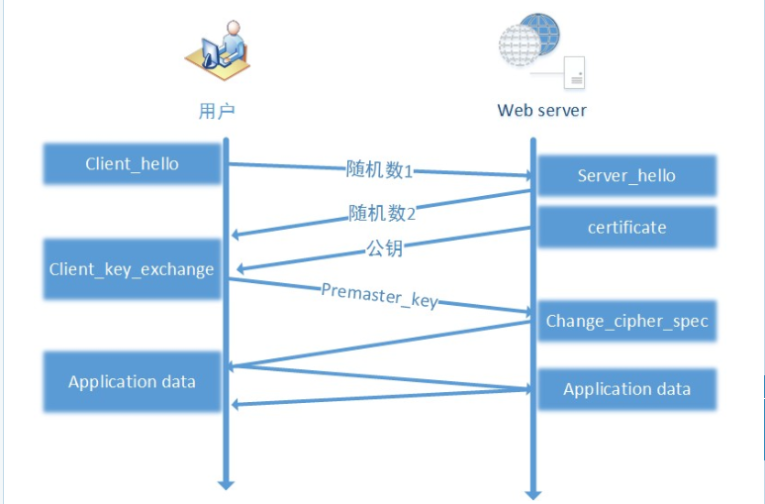 用户
Web server
Client_hello
随机数1
Server_hello
随机数2
certificate
公钥
Client_key_exchange
Premaster_key
Change_cipher_spec
Application data
Application data